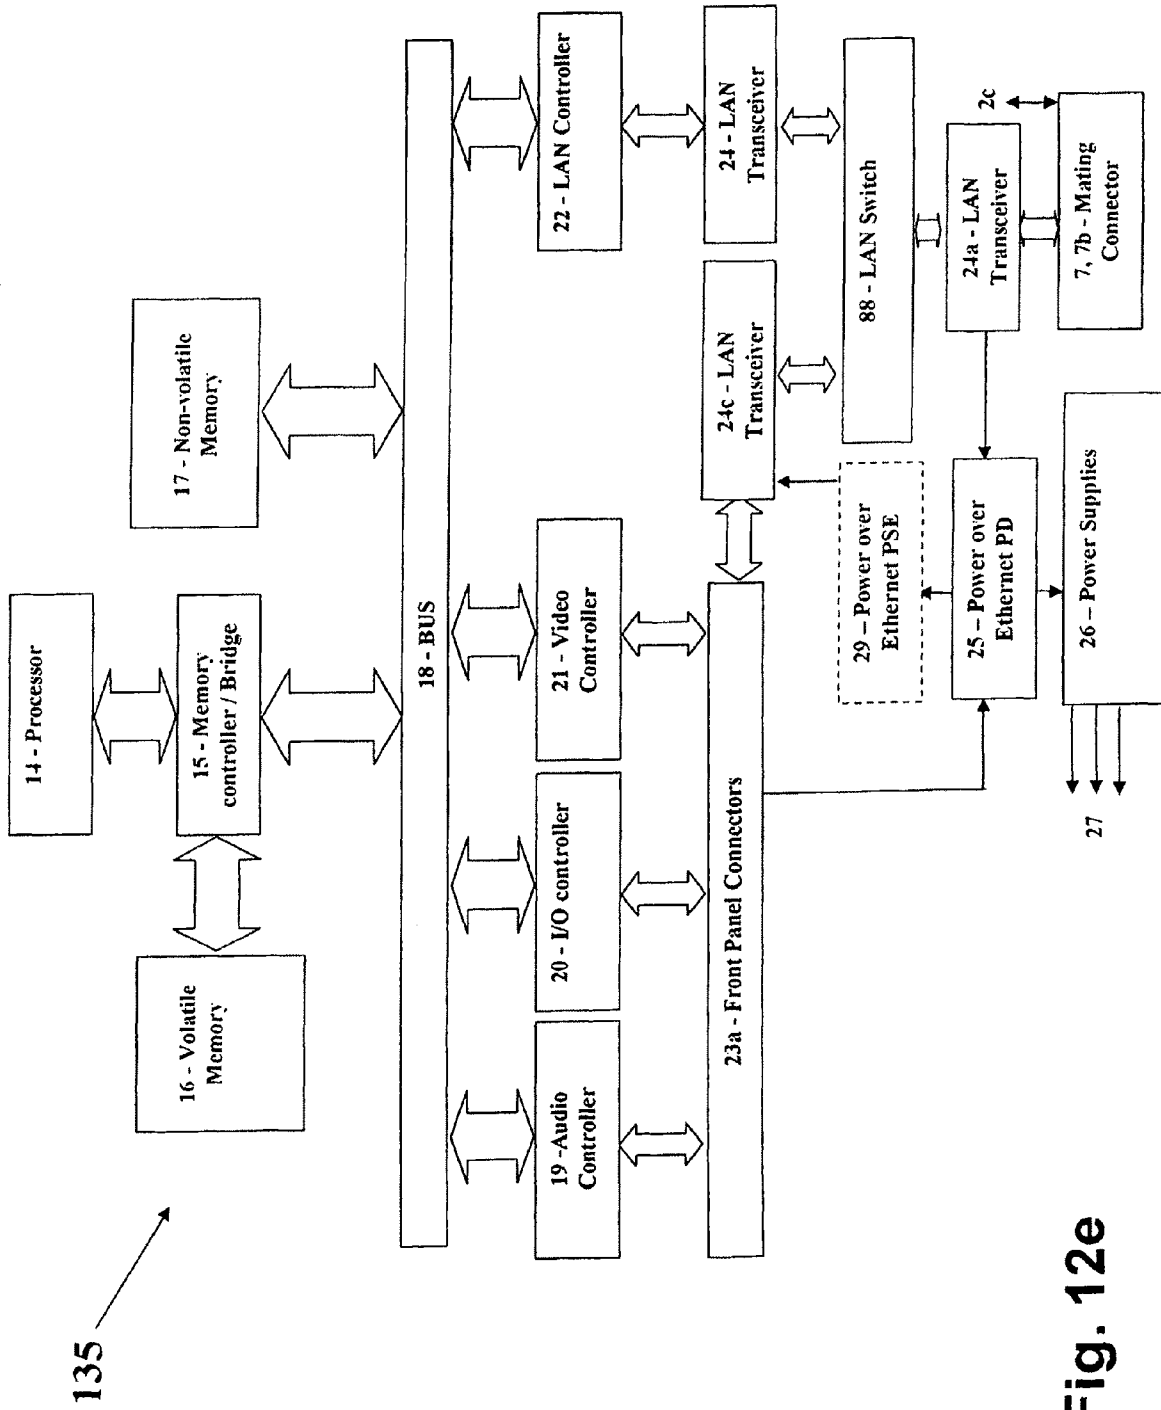 135
14 - Processor
15 - Memory
controller / Bridge
16 - Volatile
Memory
17 - Non-volatile
Memory
18 - BUS
19 -Audio
Controller
20 - I/O controller
21 - Video
Controller
22 - LAN Controller
23a - Front Panel Connectors
24c - LAN
Transceiver
24 - LAN
Transceiver
88 - LAN Switch
29 – Power over
Ethernet PSE
25 – Power over
Ethernet PD
24a - LAN
Transceiver
2c
7, 7b - Mating
Connector
26 – Power Supplies
27
Fig. 12e